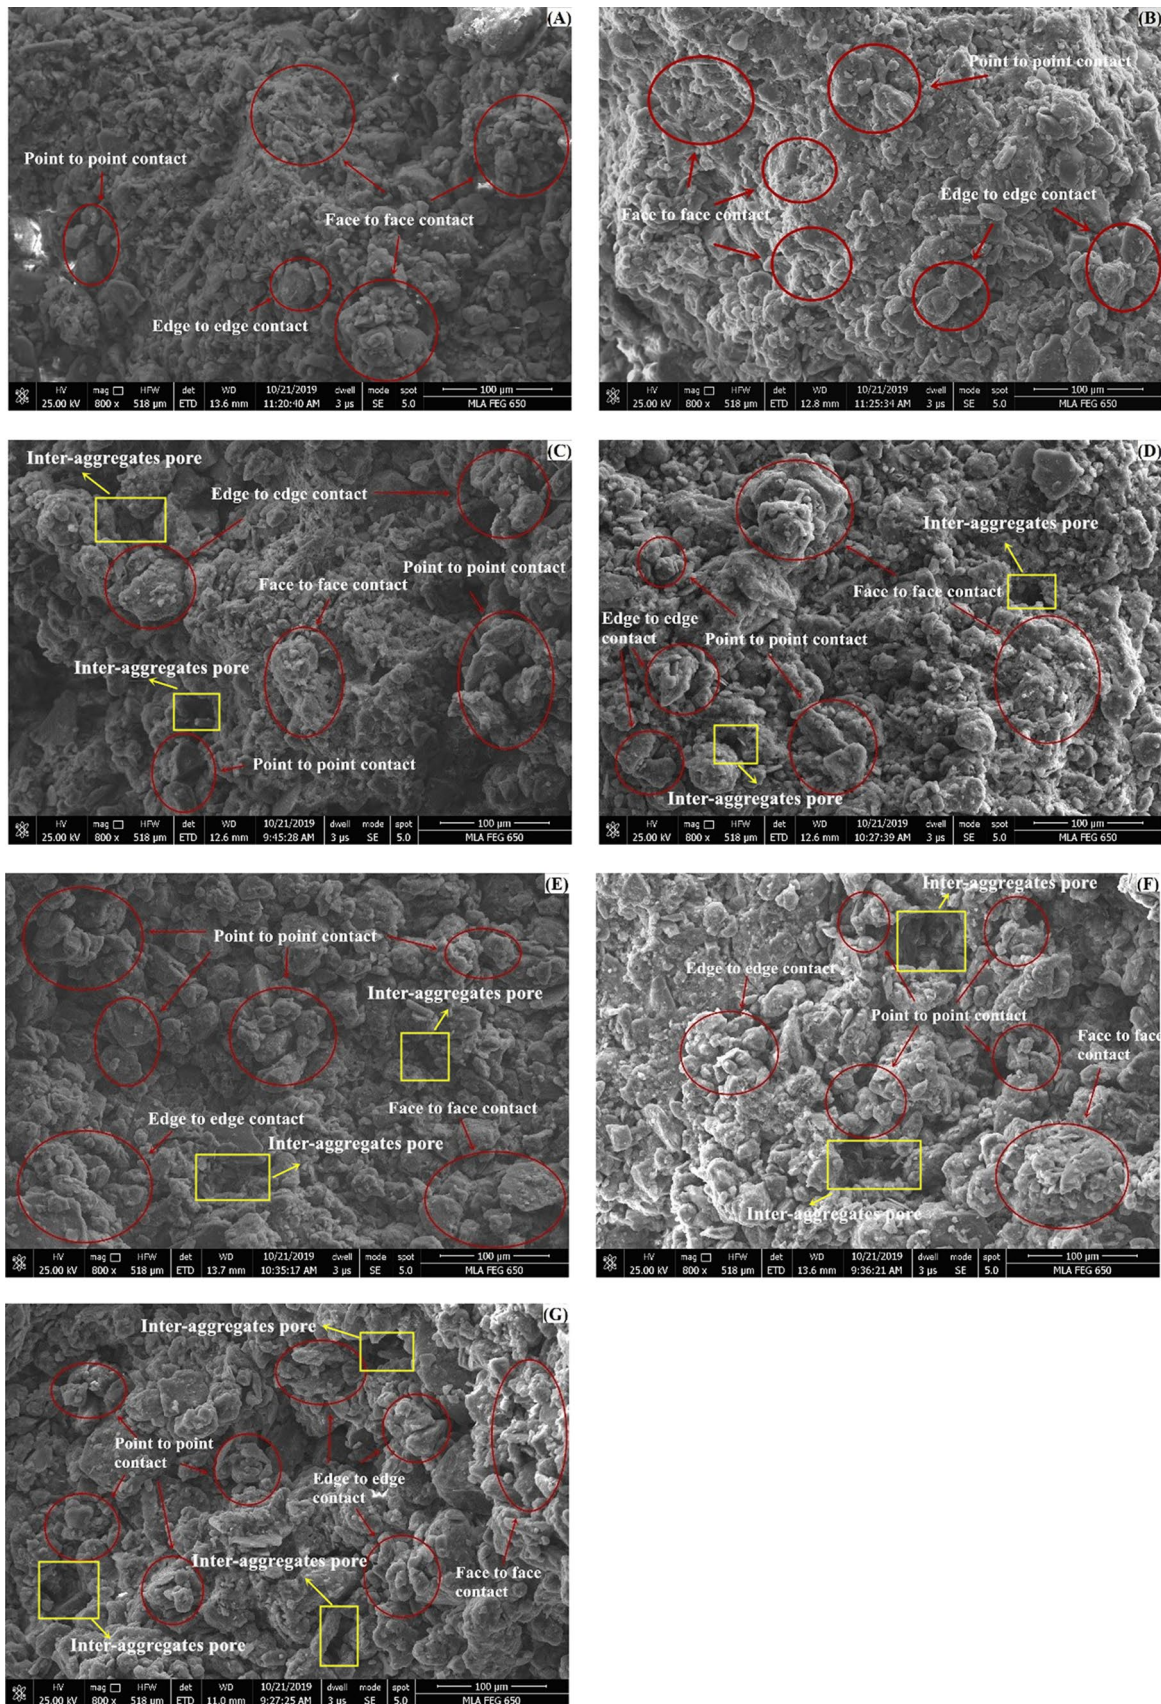 (A)
Point to point contact
Face to face contact
Edge to edge contact
HV mag HFW det WD 10/21/2019 dwell mode spot 100 µm
25.00 kV 800 x 518 µm ETD 13.6 mm 11:20:40 AM 3 µs SE 5.0 MLA FEG 650
(B)
Point to point contact
Edge to edge contact
Face to face contact
HV mag HFW det WD 10/21/2019 dwell mode spot 100 µm
25.00 kV 800 x 518 µm ETD 12.8 mm 11:25:34 AM 3 µs SE 5.0 MLA FEG 650
(C)
Inter-aggregates pore
Edge to edge contact
Point to point contact
Face to face contact
Inter-aggregates pore
Point to point contact
HV mag HFW det WD 10/21/2019 dwell mode spot 100 µm
25.00 kV 800 x 518 µm ETD 12.6 mm 9:45:28 AM 3 µs SE 5.0 MLA FEG 650
(D)
Inter-aggregates pore
Face to face contact
Edge to edge
contact
Point to point contact
Inter-aggregates pore
HV mag HFW det WD 10/21/2019 dwell mode spot 100 µm
25.00 kV 800 x 518 µm ETD 12.6 mm 10:27:39 AM 3 µs SE 5.0 MLA FEG 650
(E)
Point to point contact
Inter-aggregates pore
Face to face contact
Edge to edge contact
Inter-aggregates pore
HV mag HFW det WD 10/21/2019 dwell mode spot 100 µm
25.00 kV 800 x 518 µm ETD 13.7 mm 10:35:17 AM 3 µs SE 5.0 MLA FEG 650
(F)
Inter-aggregates pore
Edge to edge contact
Point to point contact
Face to face
contact
Inter-aggregates pore
HV mag HFW det WD 10/21/2019 dwell mode spot 100 µm
25.00 kV 800 x 518 µm ETD 13.6 mm 9:36:21 AM 3 µs SE 5.0 MLA FEG 650
(G)
Inter-aggregates pore
Point to point
contact
Edge to edge
contact
Inter-aggregates pore
Face to face
contact
Inter-aggregates pore
HV mag HFW det WD 10/21/2019 dwell mode spot 100 µm
25.00 kV 800 x 518 µm ETD 11.0 mm 9:27:25 AM 3 µs SE 5.0 MLA FEG 650